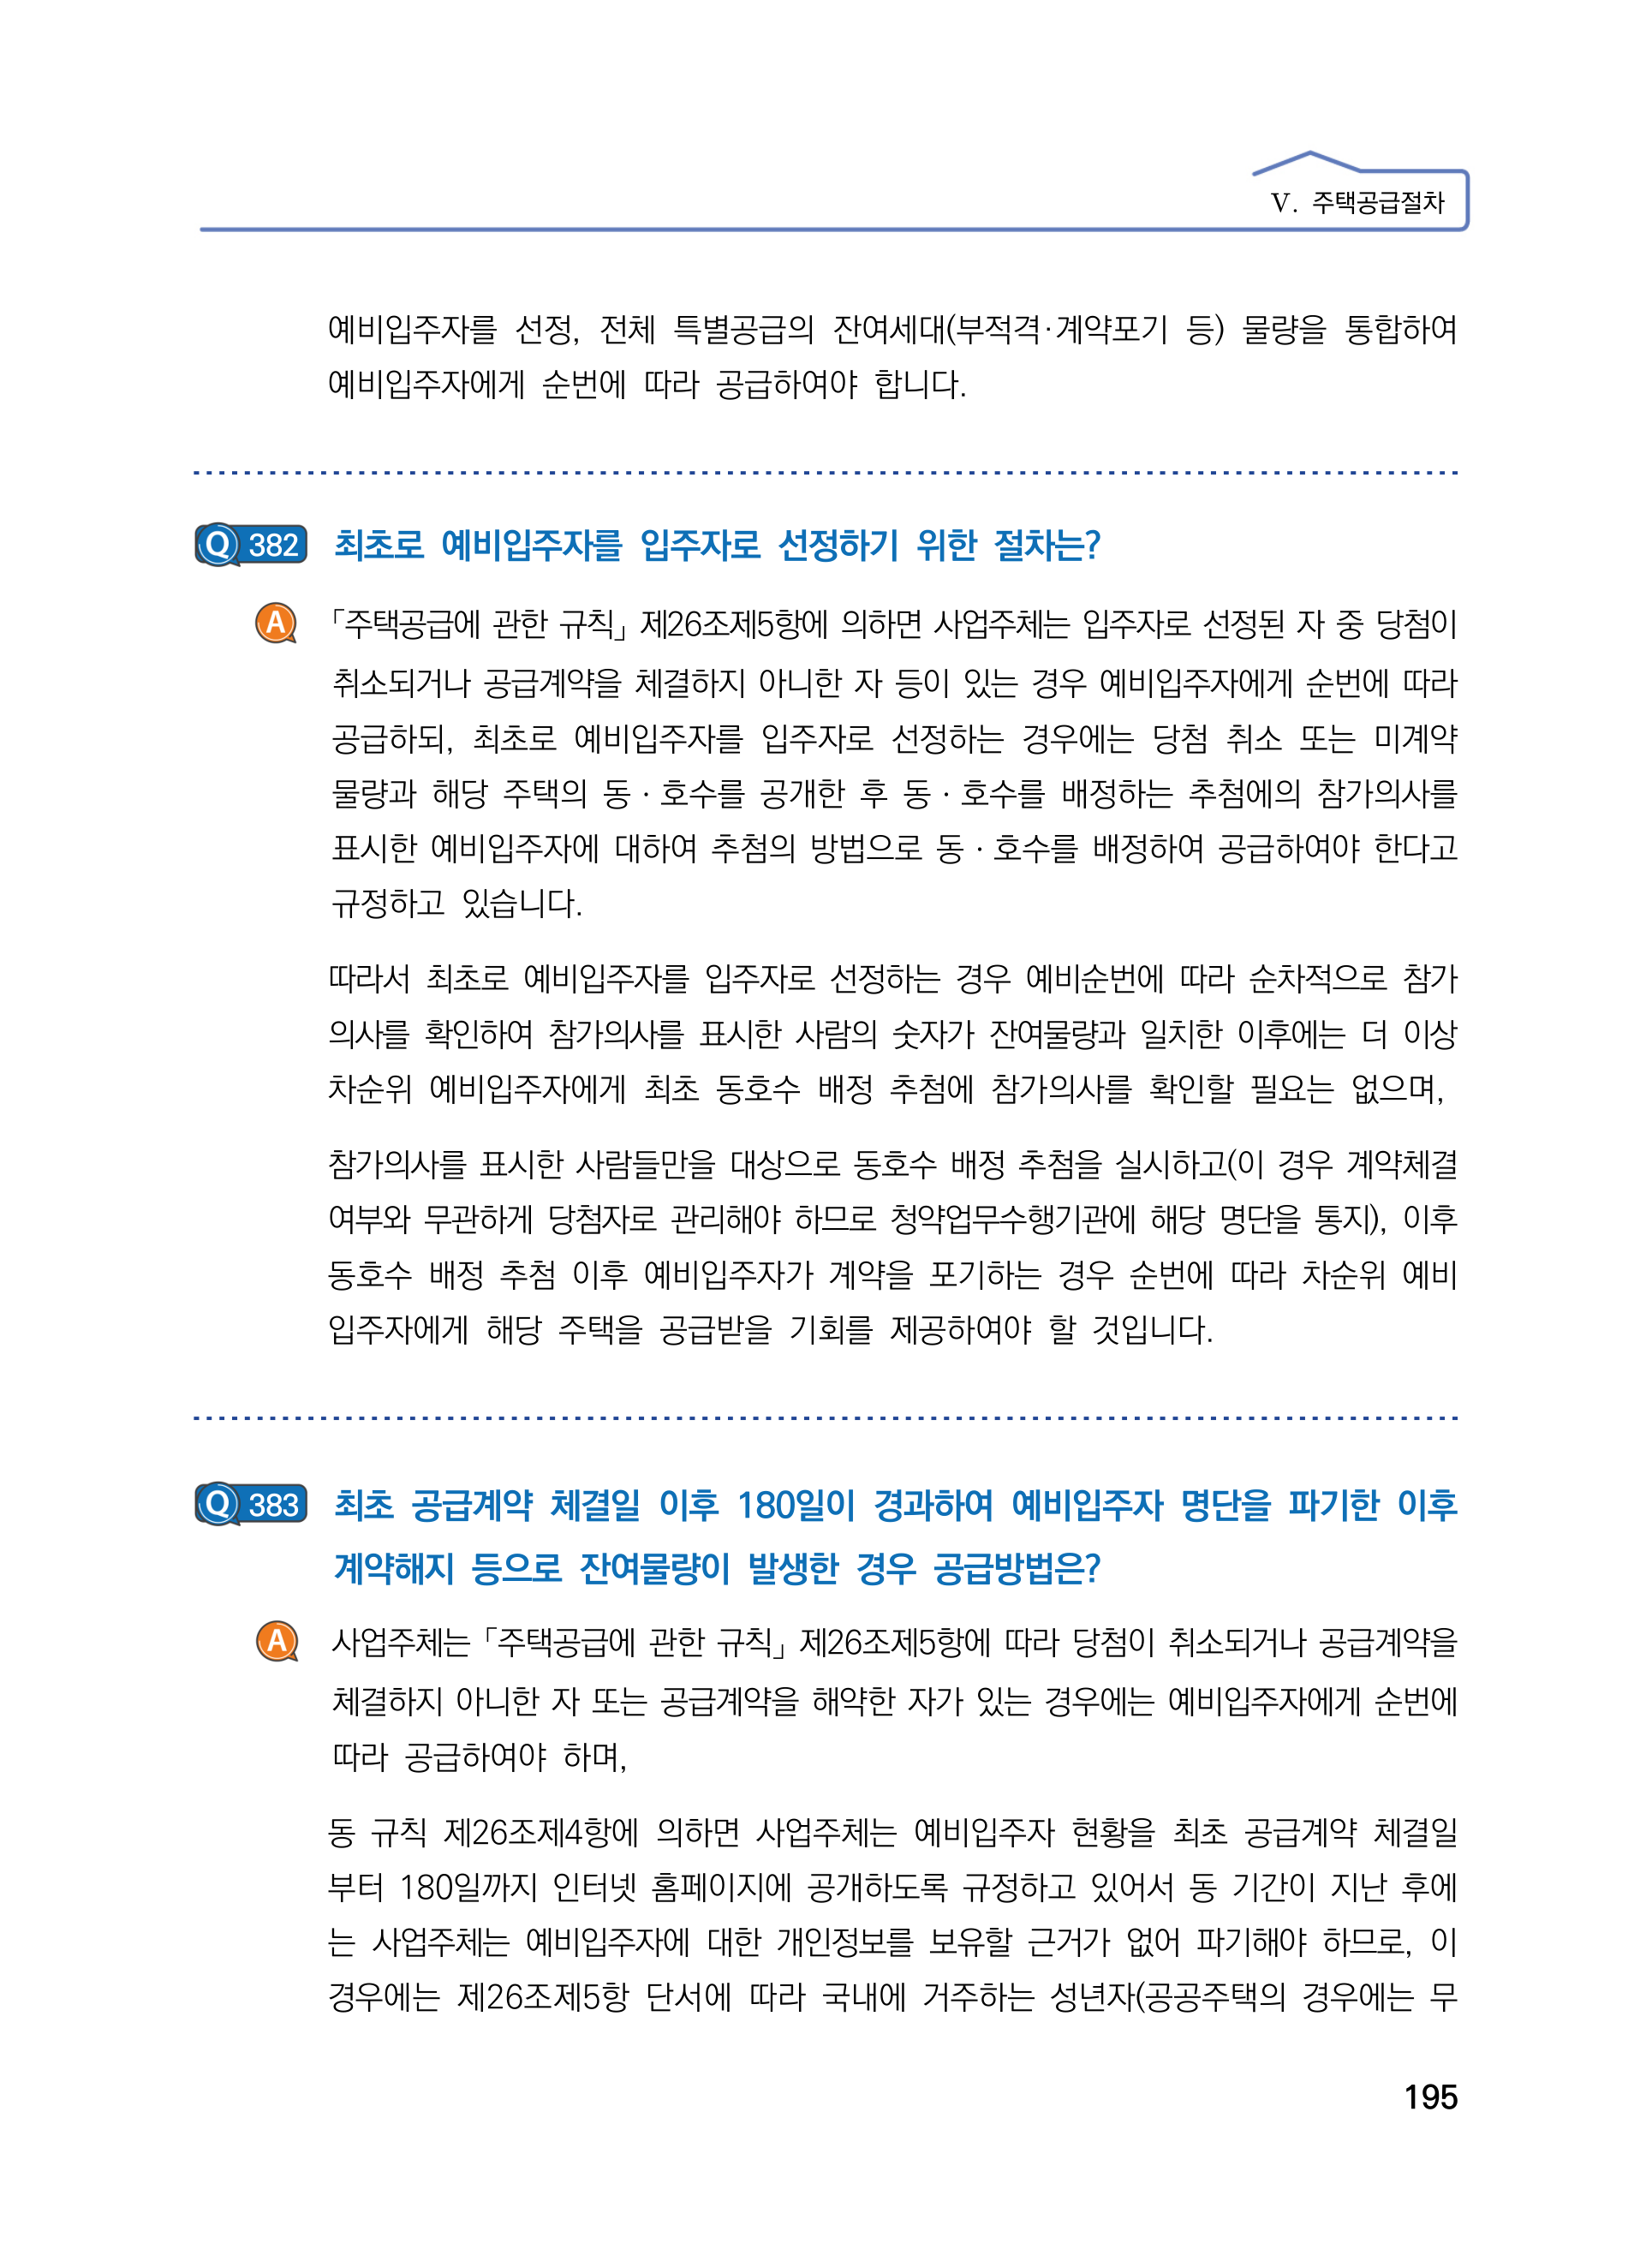 Ⅴ. 주택공급절차
예비입주자를 선정, 전체 특별공급의 잔여세대(부적격·계약포기 등) 물량을 통합하여
예비입주자에게 순번에 따라 공급하여야 합니다.
Q 382 최초로 예비입주자를 입주자로 선정하기 위한 절차는?
A 「주택공급에 관한 규칙」 제26조제5항에 의하면 사업주체는 입주자로 선정된 자 중 당첨이
취소되거나 공급계약을 체결하지 아니한 자 등이 있는 경우 예비입주자에게 순번에 따라
공급하되, 최초로 예비입주자를 입주자로 선정하는 경우에는 당첨 취소 또는 미계약
물량과 해당 주택의 동 · 호수를 공개한 후 동 · 호수를 배정하는 추첨에의 참가의사를
표시한 예비입주자에 대하여 추첨의 방법으로 동 · 호수를 배정하여 공급하여야 한다고
규정하고 있습니다.
따라서 최초로 예비입주자를 입주자로 선정하는 경우 예비순번에 따라 순차적으로 참가
의사를 확인하여 참가의사를 표시한 사람의 숫자가 잔여물량과 일치한 이후에는 더 이상
차순위 예비입주자에게 최초 동호수 배정 추첨에 참가의사를 확인할 필요는 없으며,
참가의사를 표시한 사람들만을 대상으로 동호수 배정 추첨을 실시하고(이 경우 계약체결
여부와 무관하게 당첨자로 관리해야 하므로 청약업무수행기관에 해당 명단을 통지), 이후
동호수 배정 추첨 이후 예비입주자가 계약을 포기하는 경우 순번에 따라 차순위 예비
입주자에게 해당 주택을 공급받을 기회를 제공하여야 할 것입니다.
Q 383 최초 공급계약 체결일 이후 180일이 경과하여 예비입주자 명단을 파기한 이후
계약해지 등으로 잔여물량이 발생한 경우 공급방법은?
A 사업주체는 「주택공급에 관한 규칙」 제26조제5항에 따라 당첨이 취소되거나 공급계약을
체결하지 아니한 자 또는 공급계약을 해약한 자가 있는 경우에는 예비입주자에게 순번에
따라 공급하여야 하며,
동 규칙 제26조제4항에 의하면 사업주체는 예비입주자 현황을 최초 공급계약 체결일
부터 180일까지 인터넷 홈페이지에 공개하도록 규정하고 있어서 동 기간이 지난 후에
는 사업주체는 예비입주자에 대한 개인정보를 보유할 근거가 없어 파기해야 하므로, 이
경우에는 제26조제5항 단서에 따라 국내에 거주하는 성년자(공공주택의 경우에는 무
195